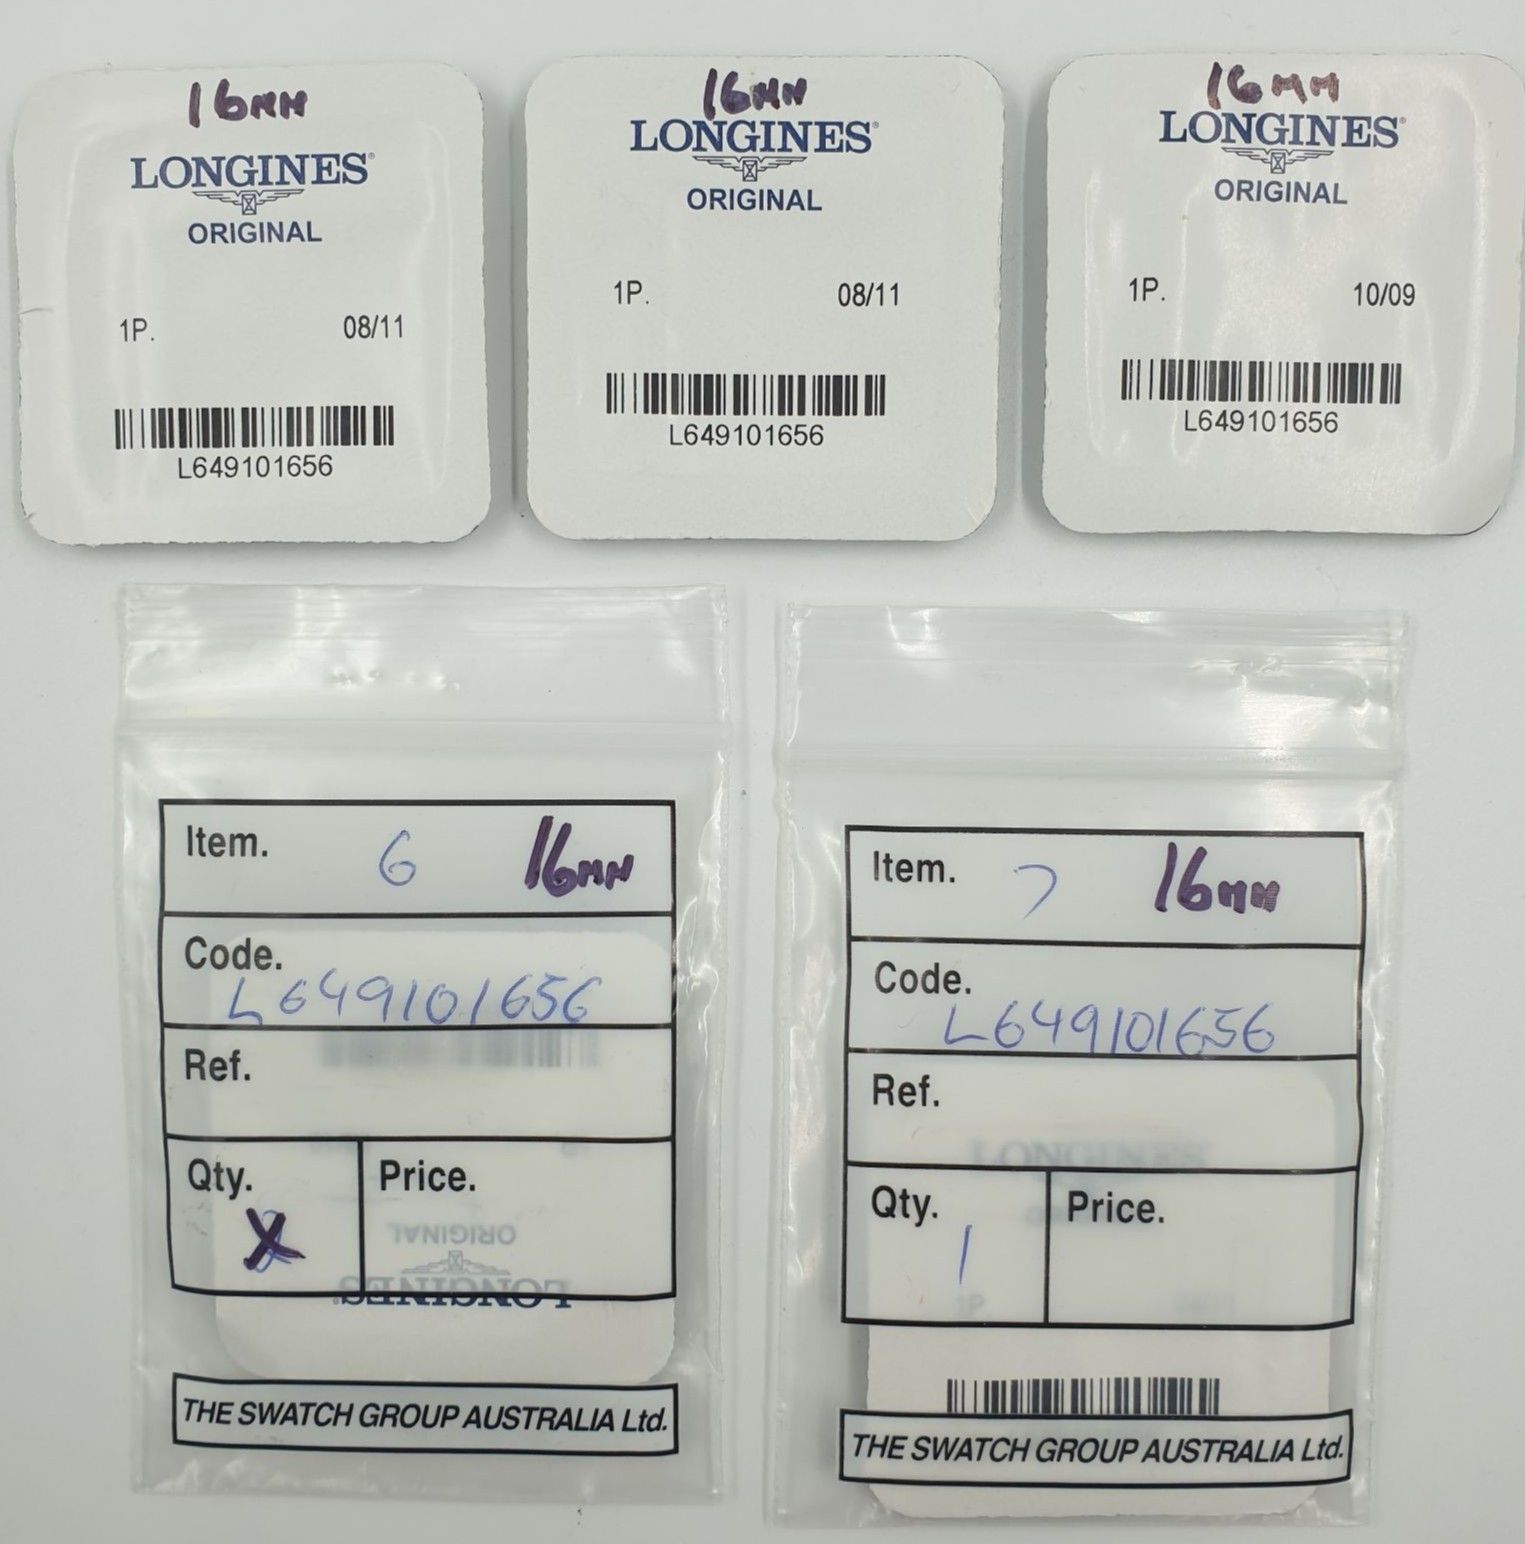 16MM
LONGINES®
ORIGINAL
1P. 08/11
L649101656
16MM
LONGINES®
ORIGINAL
1P. 08/11
L649101656
16MM
LONGINES®
ORIGINAL
1P. 10/09
L649101656
Item. 6 16MM
Code.
L649101656
Ref.
Qty. Price.
ORIGINAL
LONGINES®
THE SWATCH GROUP AUSTRALIA Ltd.
Item. 7 16MM
Code.
L649101656
Ref.
LONGINES
Qty. Price.
1
1P.
THE SWATCH GROUP AUSTRALIA Ltd.